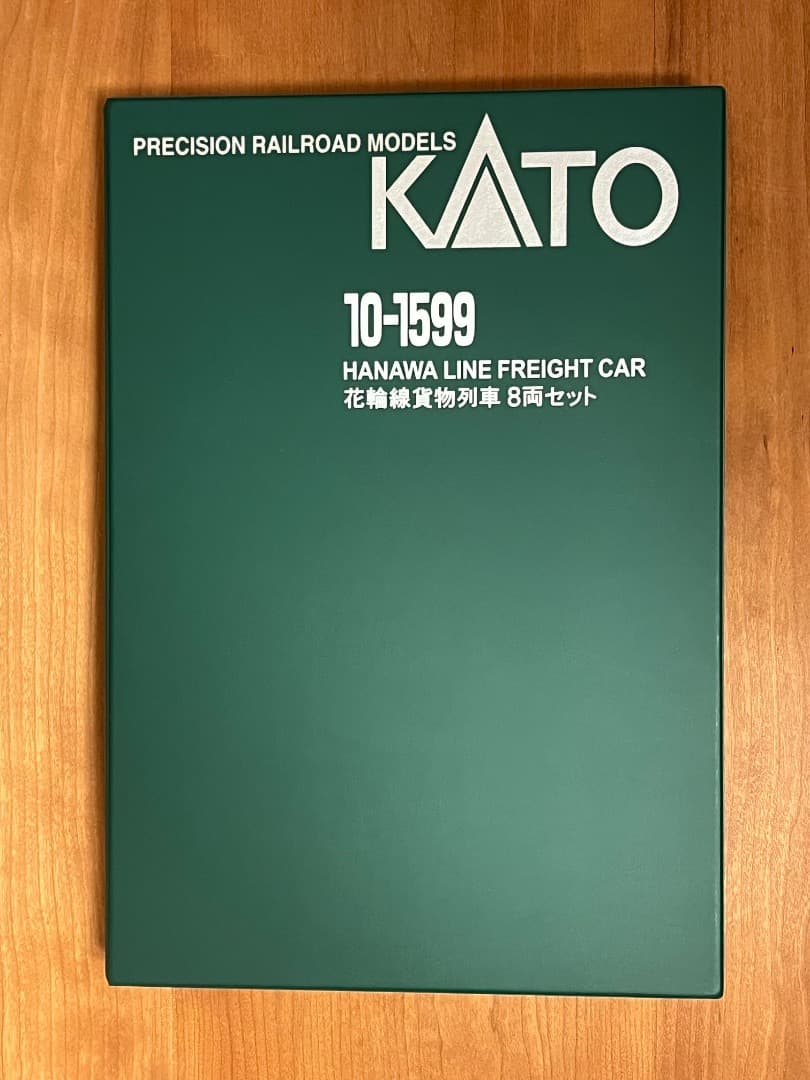 PRECISION RAILROAD MODELS
KATO
10-1599
HANAWA LINE FREIGHT CAR
花輪線貨物列車 8両セット